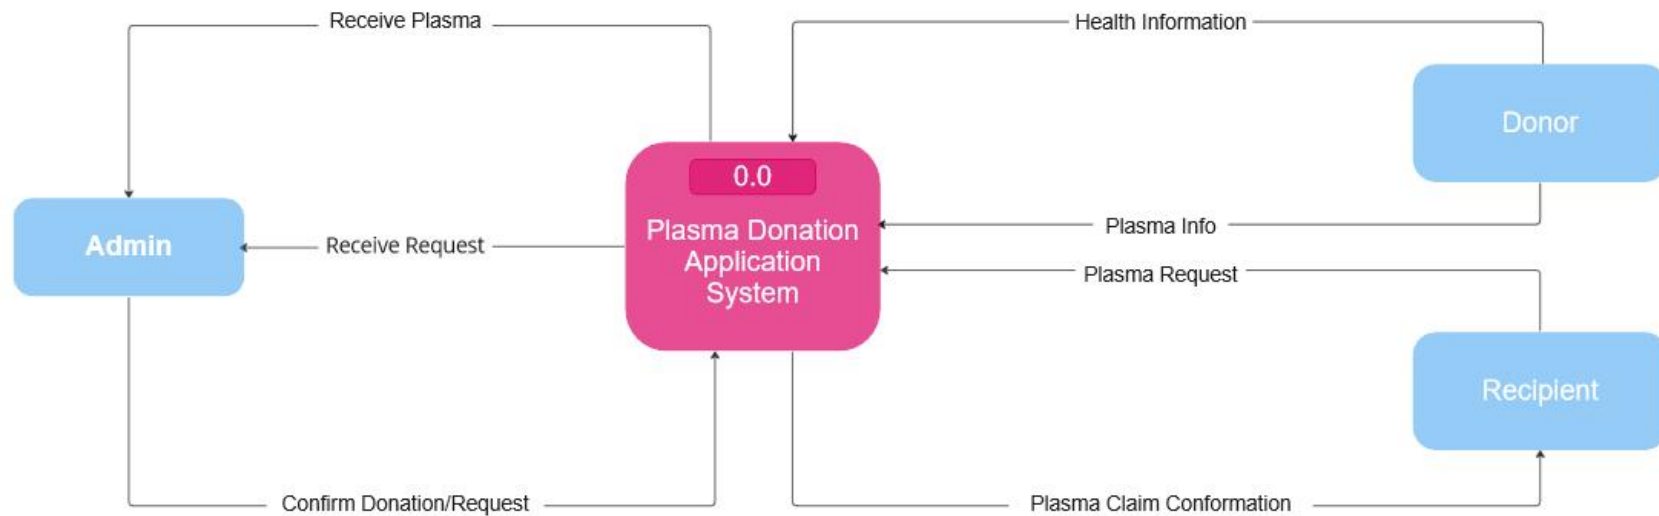 Receive Plasma
Health Information
Donor
0.0
Plasma Donation
Application
System
Admin
Receive Request
Plasma Info
Plasma Request
Recipient
Confirm Donation/Request
Plasma Claim Conformation